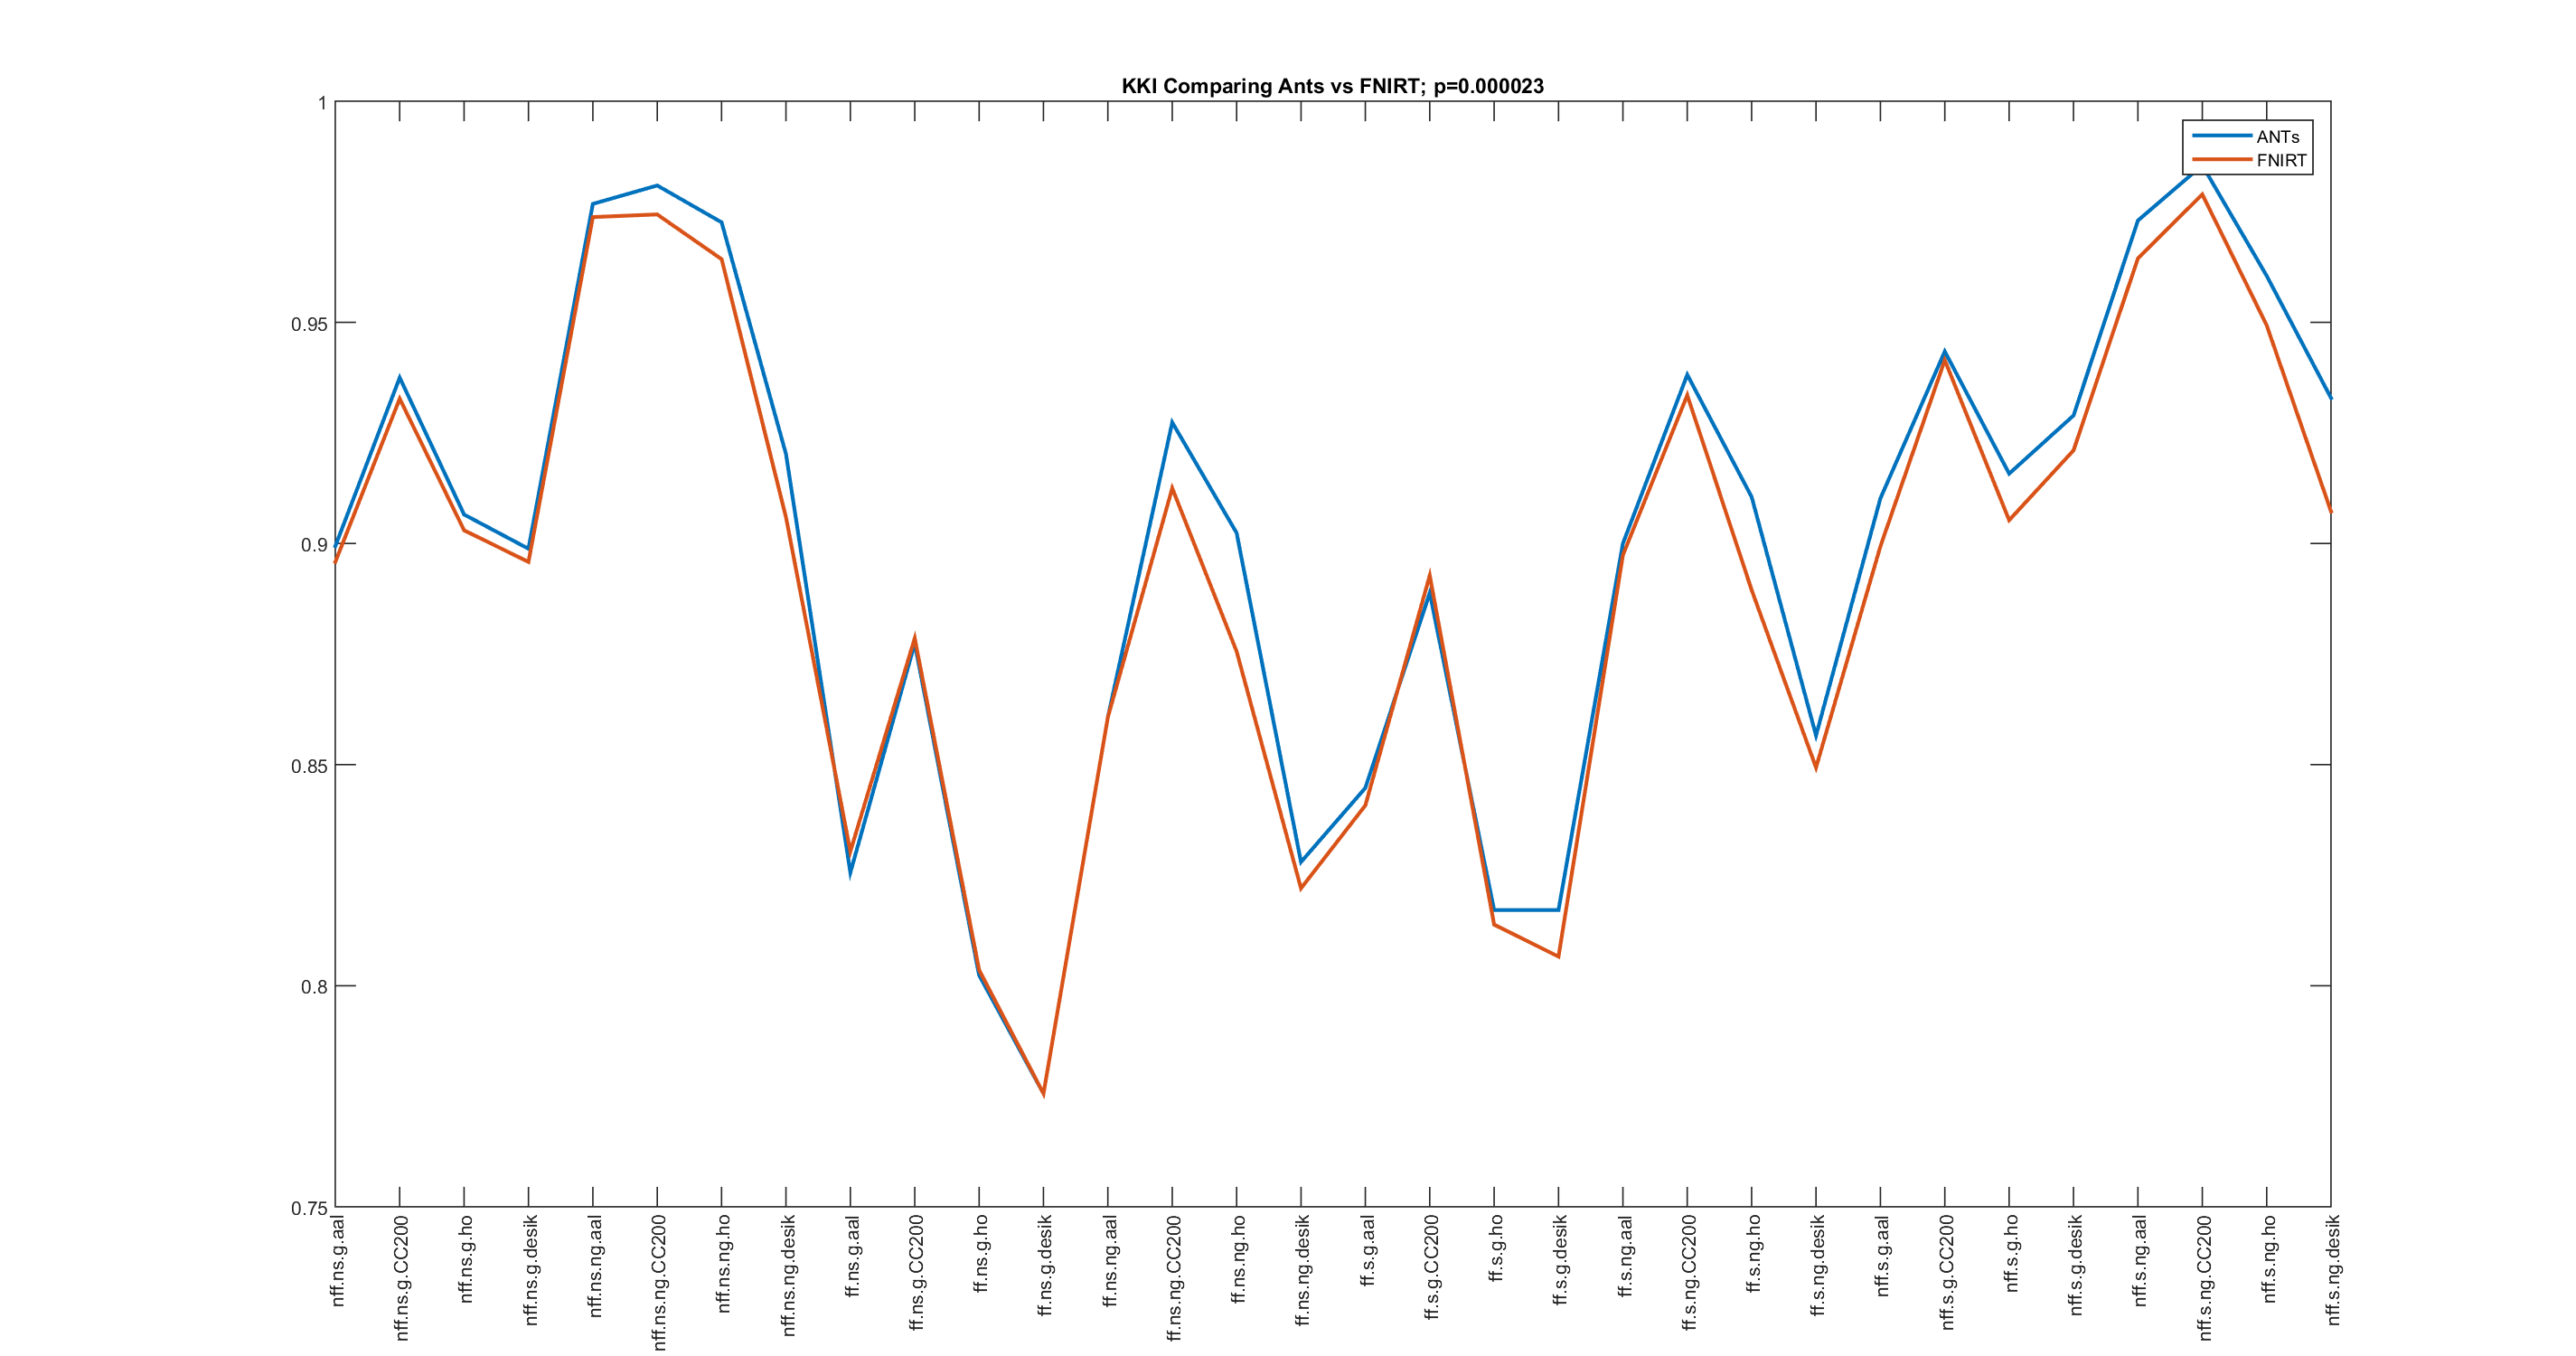 KKI Comparing Ants vs FNIRT; p=0.000023
1
0.95
0.9
0.85
0.8
0.75
ANTs
FNIRT
nff.ns.g.aal
nff.ns.g.CC200
nff.ns.g.ho
nff.ns.g.desik
nff.ns.ng.aal
nff.ns.ng.CC200
nff.ns.ng.ho
nff.ns.ng.desik
ff.ns.g.aal
ff.ns.g.CC200
ff.ns.g.ho
ff.ns.g.desik
ff.ns.ng.aal
ff.ns.ng.CC200
ff.ns.ng.ho
ff.ns.ng.desik
ff.s.g.aal
ff.s.g.CC200
ff.s.g.ho
ff.s.g.desik
ff.s.ng.aal
ff.s.ng.CC200
ff.s.ng.ho
ff.s.ng.desik
nff.s.g.aal
nff.s.g.CC200
nff.s.g.ho
nff.s.g.desik
nff.s.ng.aal
nff.s.ng.CC200
nff.s.ng.ho
nff.s.ng.desik